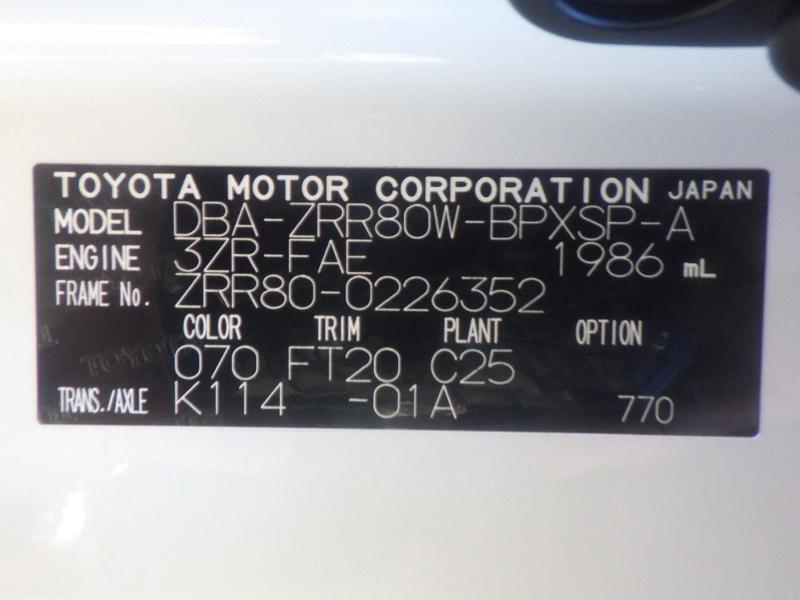 TOYOTA MOTOR CORPORATION JAPAN
MODEL DBA-ZRR80W-BPXSP-A
ENGINE 3ZR-FAE 1986 mL
FRAME No. ZRR80-0226352
COLOR TRIM PLANT OPTION
070 FT20 C25
TRANS./AXLE K114 -01A 770